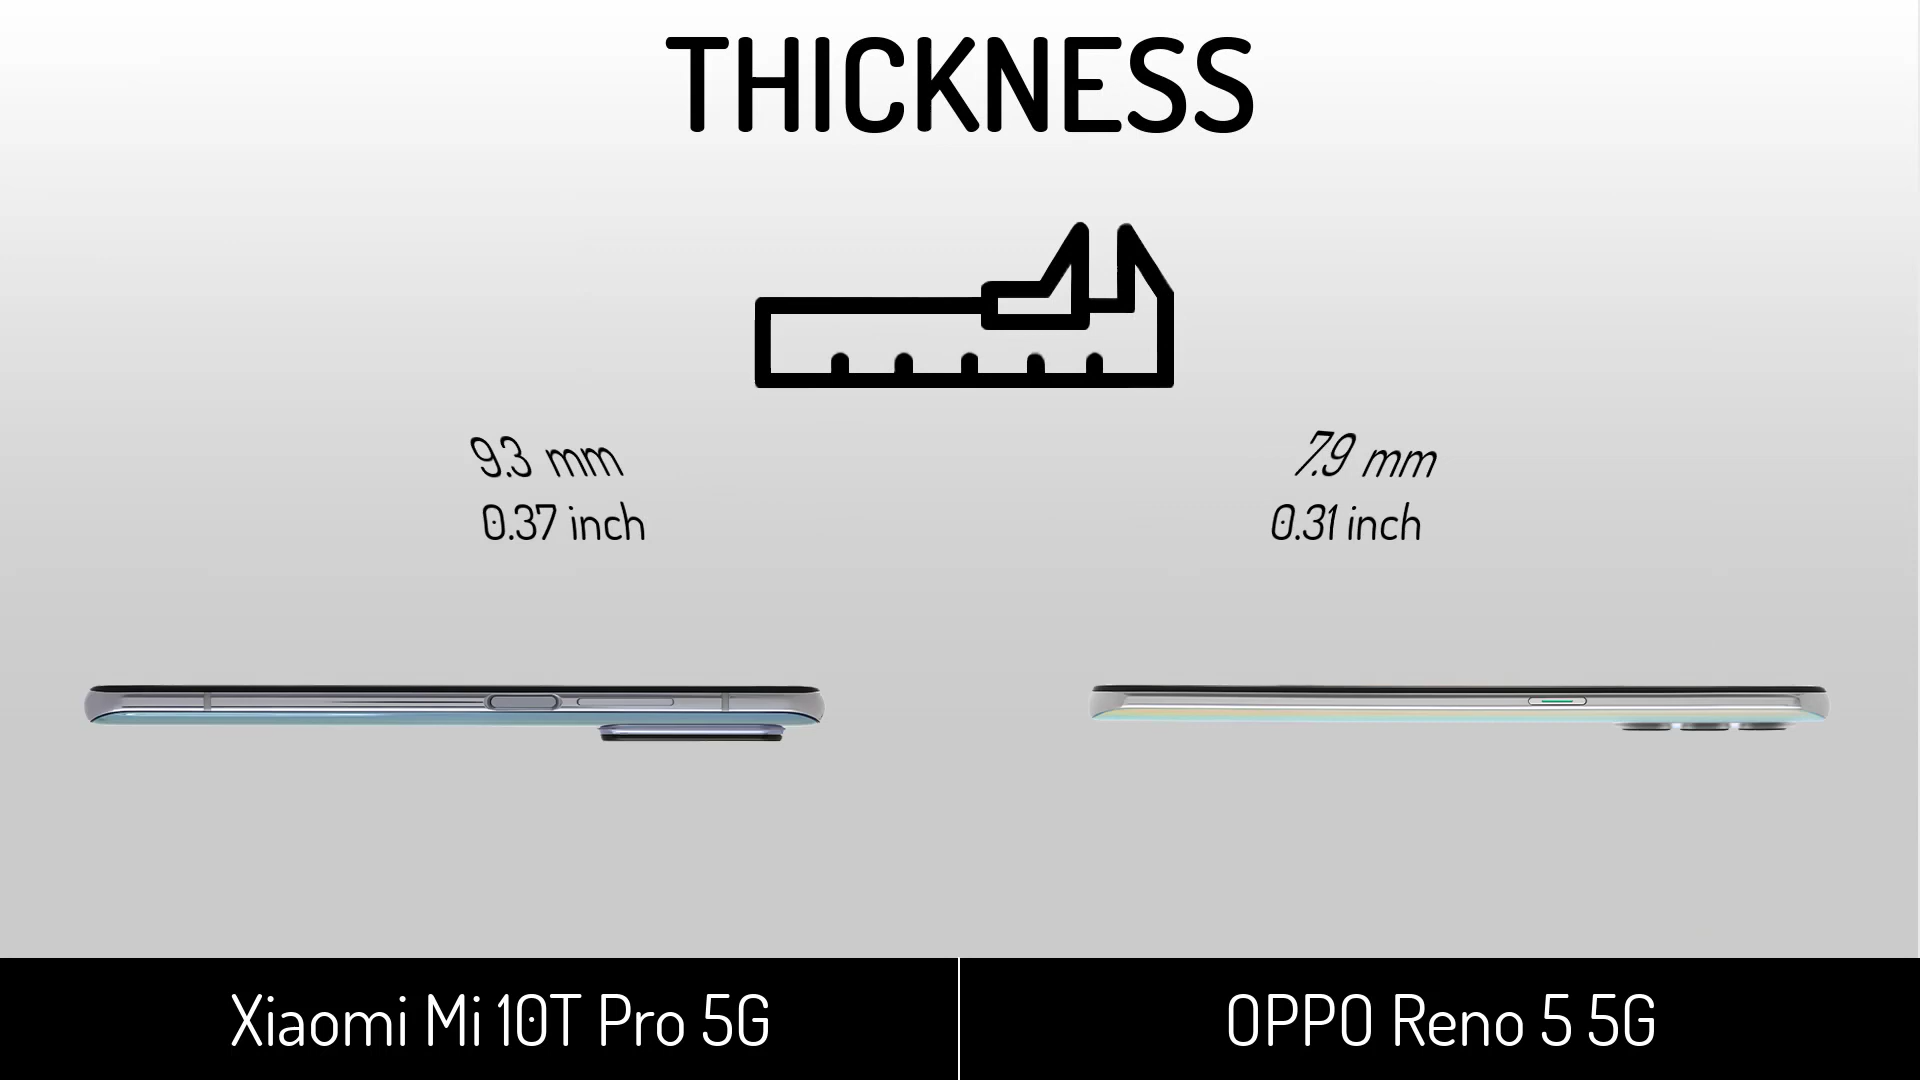 THICKNESS
9.3 mm
0.37 inch
7.9 mm
0.31 inch
Xiaomi Mi 10T Pro 5G
OPPO Reno 5 5G